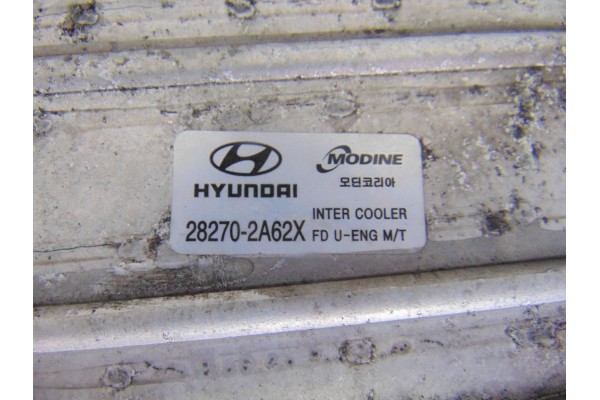 HYUNDAI
MODINE
모딘코리아
28270-2A62X
INTER COOLER
FD U-ENG M/T